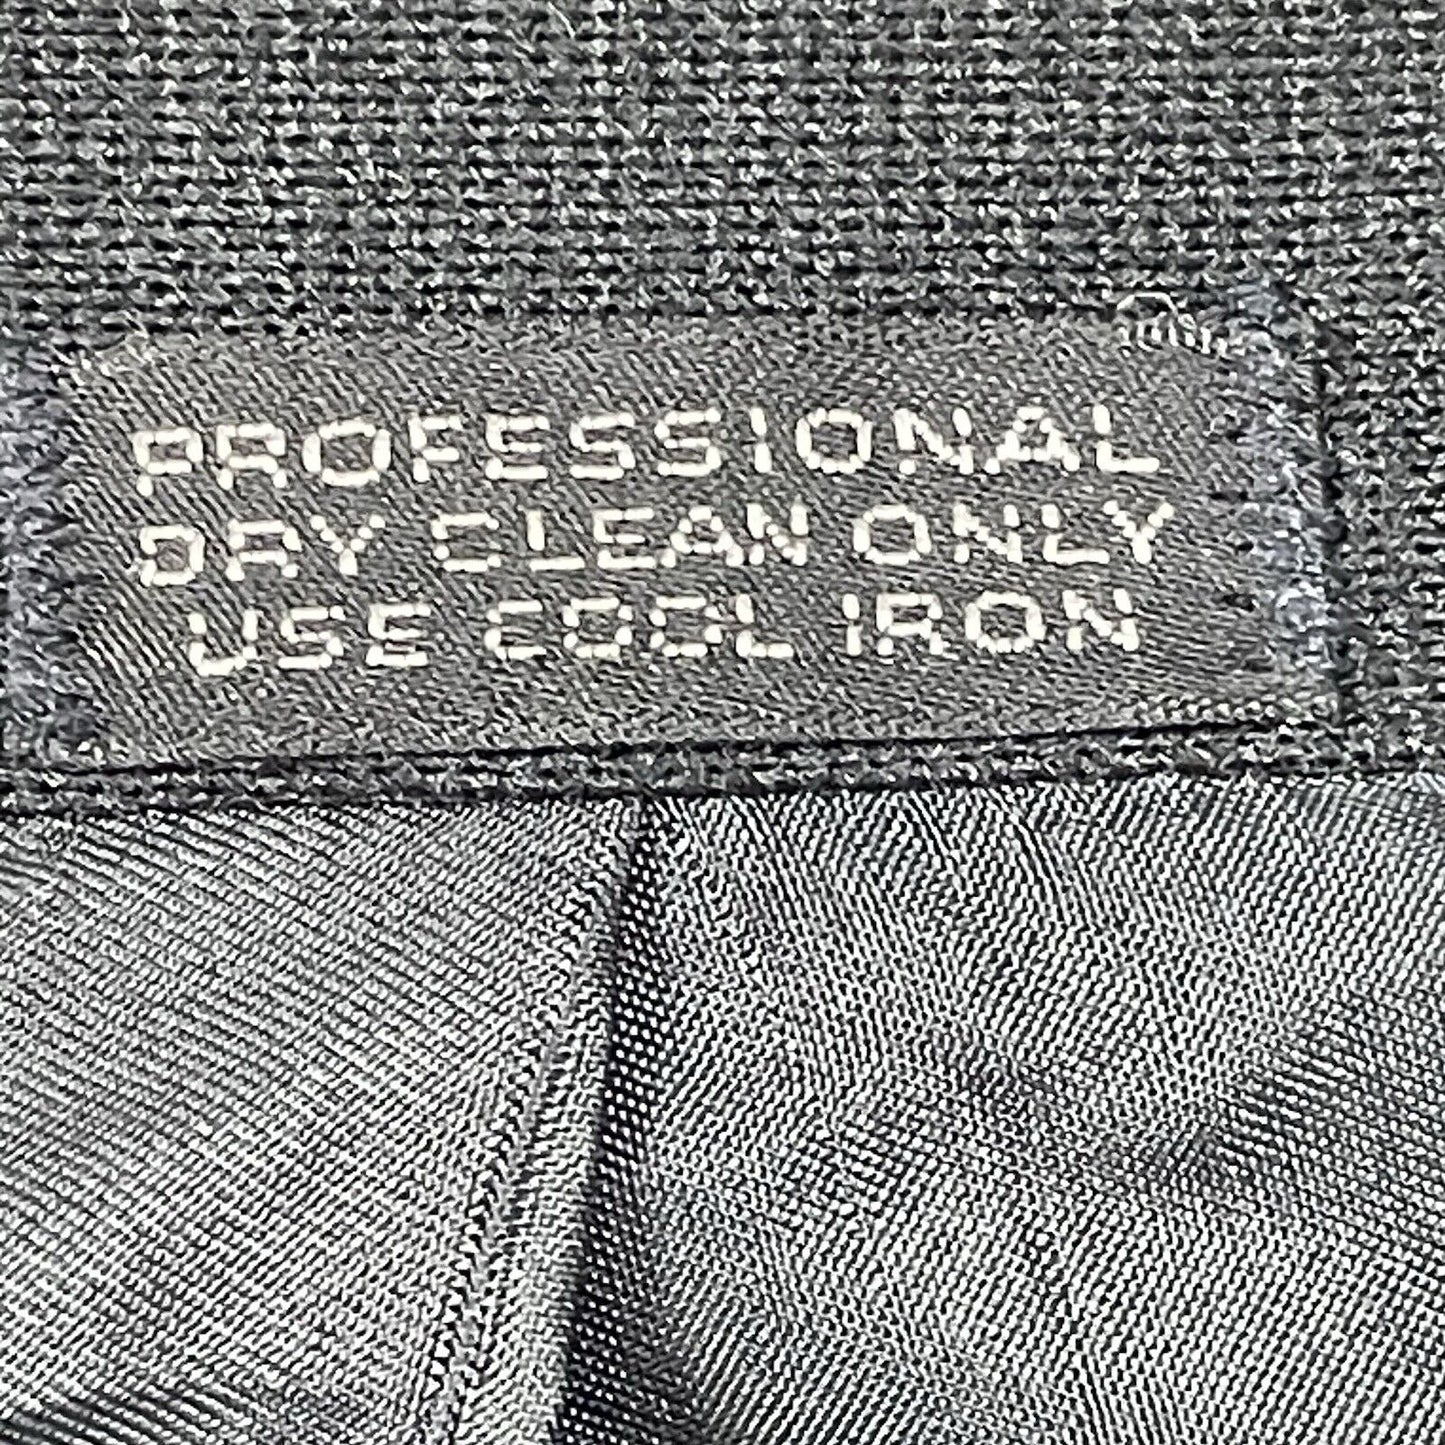 PROFESSIONAL
DRY CLEAN ONLY
USE COOL IRON